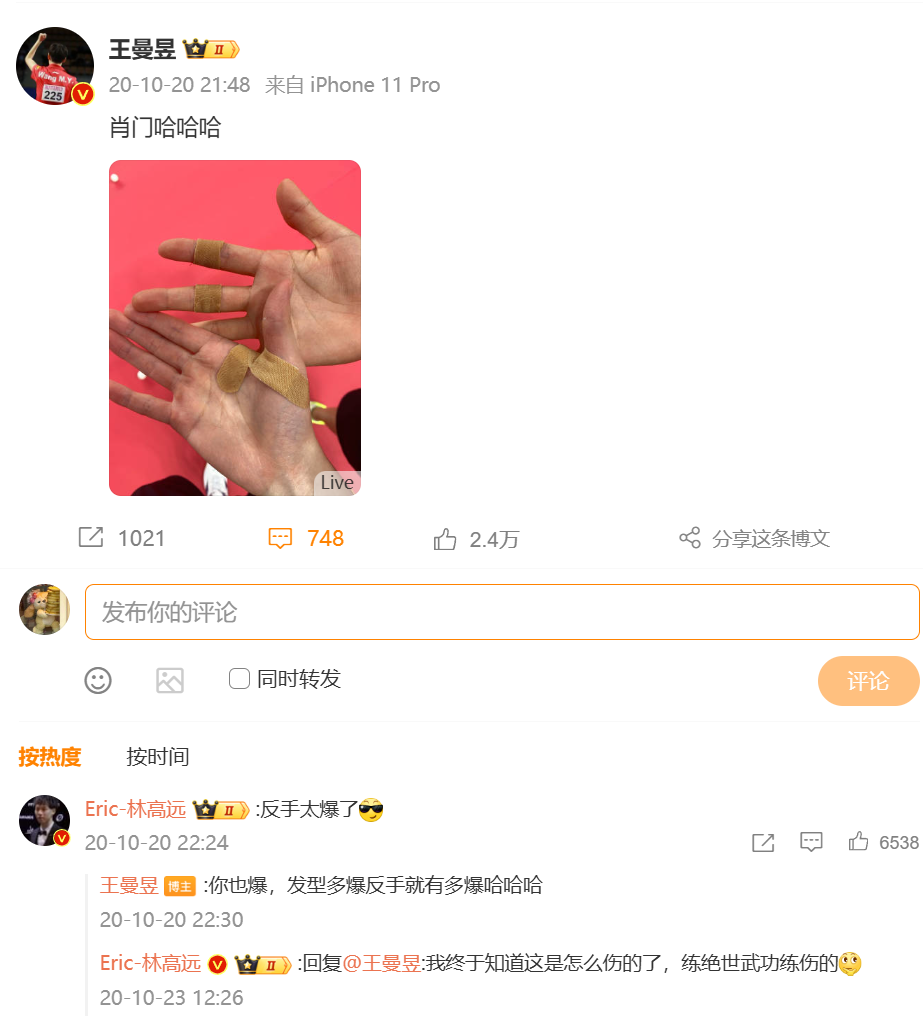 Wang M.Y.
225
王曼昱 II
20-10-20 21:48 来自 iPhone 11 Pro
肖门哈哈哈
Live
1021 748 2.4万 分享这条博文
发布你的评论
同时转发 评论
按热度 按时间
Eric-林高远 II :反手太爆了
20-10-20 22:24 6538
王曼昱 博主 :你也爆，发型多爆反手就有多爆哈哈哈
20-10-20 22:30
Eric-林高远 II :回复@王曼昱:我终于知道这是怎么伤的了，练绝世武功练伤的
20-10-23 12:26